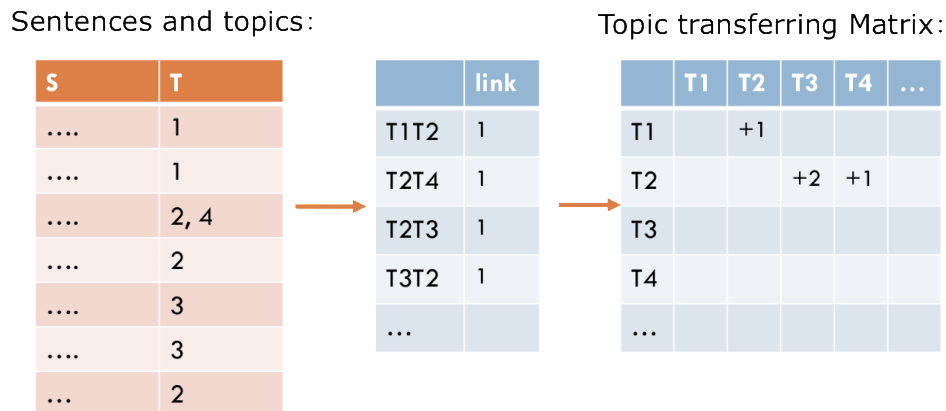 Sentences and topics:
Topic transferring Matrix:
S T
.... 1
.... 1
.... 2, 4
.... 2
.... 3
.... 3
... 2
link
T1T2 1
T2T4 1
T2T3 1
T3T2 1
...
T1 T2 T3 T4 ...
T1 +1
T2 +2 +1
T3
T4
...